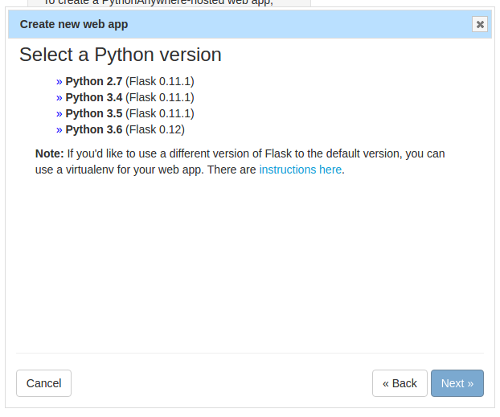 To create a PythonAnywhere-hosted web app,
Create new web app
Select a Python version
» Python 2.7 (Flask 0.11.1)
» Python 3.4 (Flask 0.11.1)
» Python 3.5 (Flask 0.11.1)
» Python 3.6 (Flask 0.12)
Note: If you'd like to use a different version of Flask to the default version, you can
use a virtualenv for your web app. There are instructions here.
Cancel
« Back
Next »